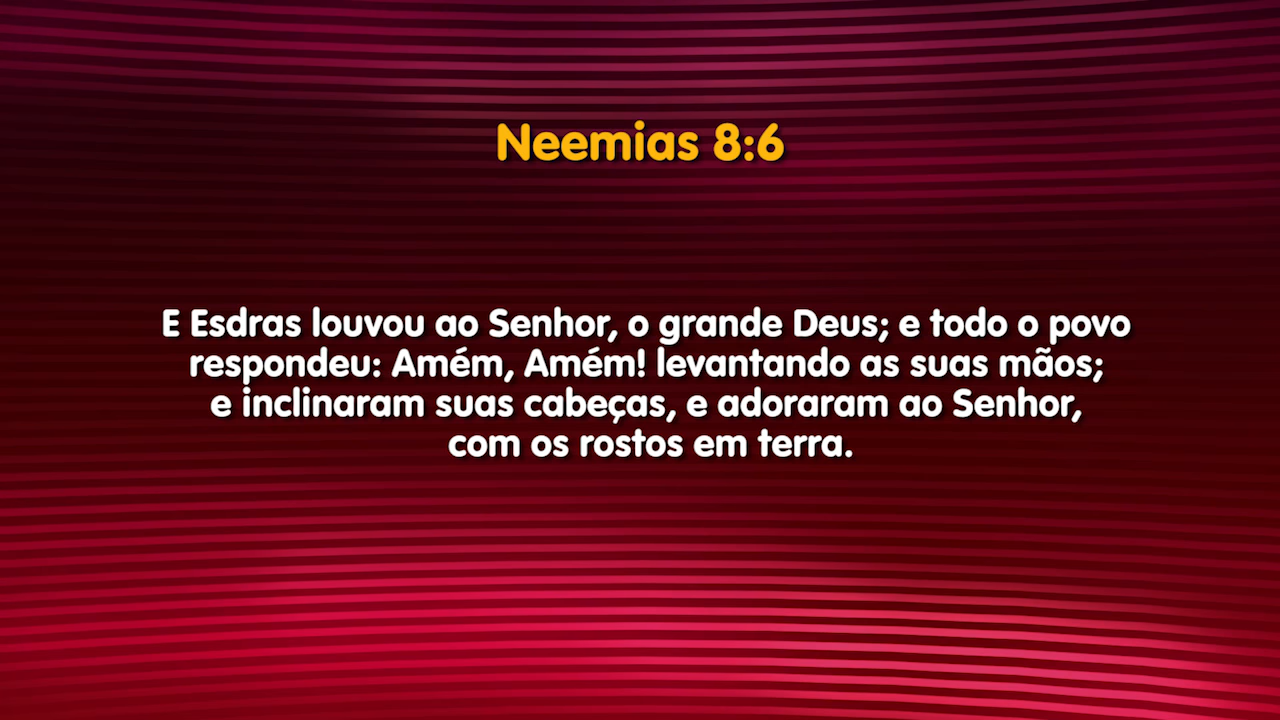 Neemias 8:6
E Esdras louvou ao Senhor, o grande Deus; e todo o povo
respondeu: Amém, Amém! levantando as suas mãos;
e inclinaram suas cabeças, e adoraram ao Senhor,
com os rostos em terra.